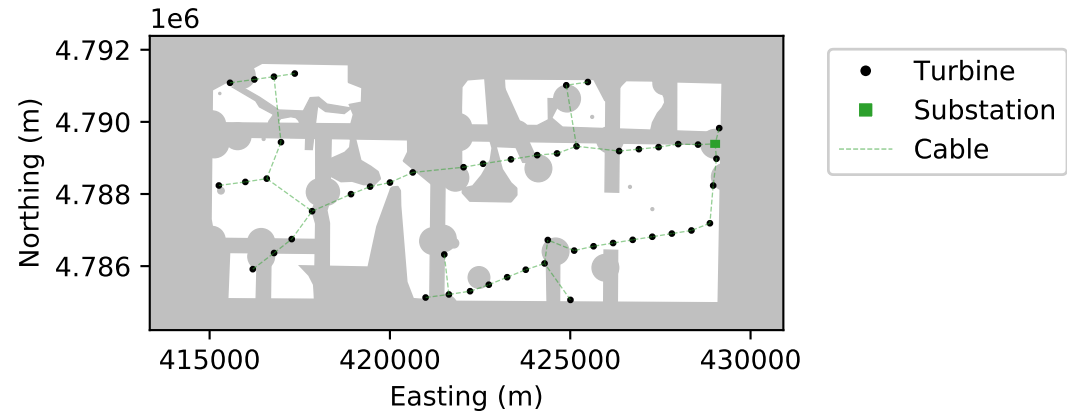 1e6
4.792
4.790
4.788
4.786
Northing (m)
415000 420000 425000 430000
Easting (m)
Turbine
Substation
Cable